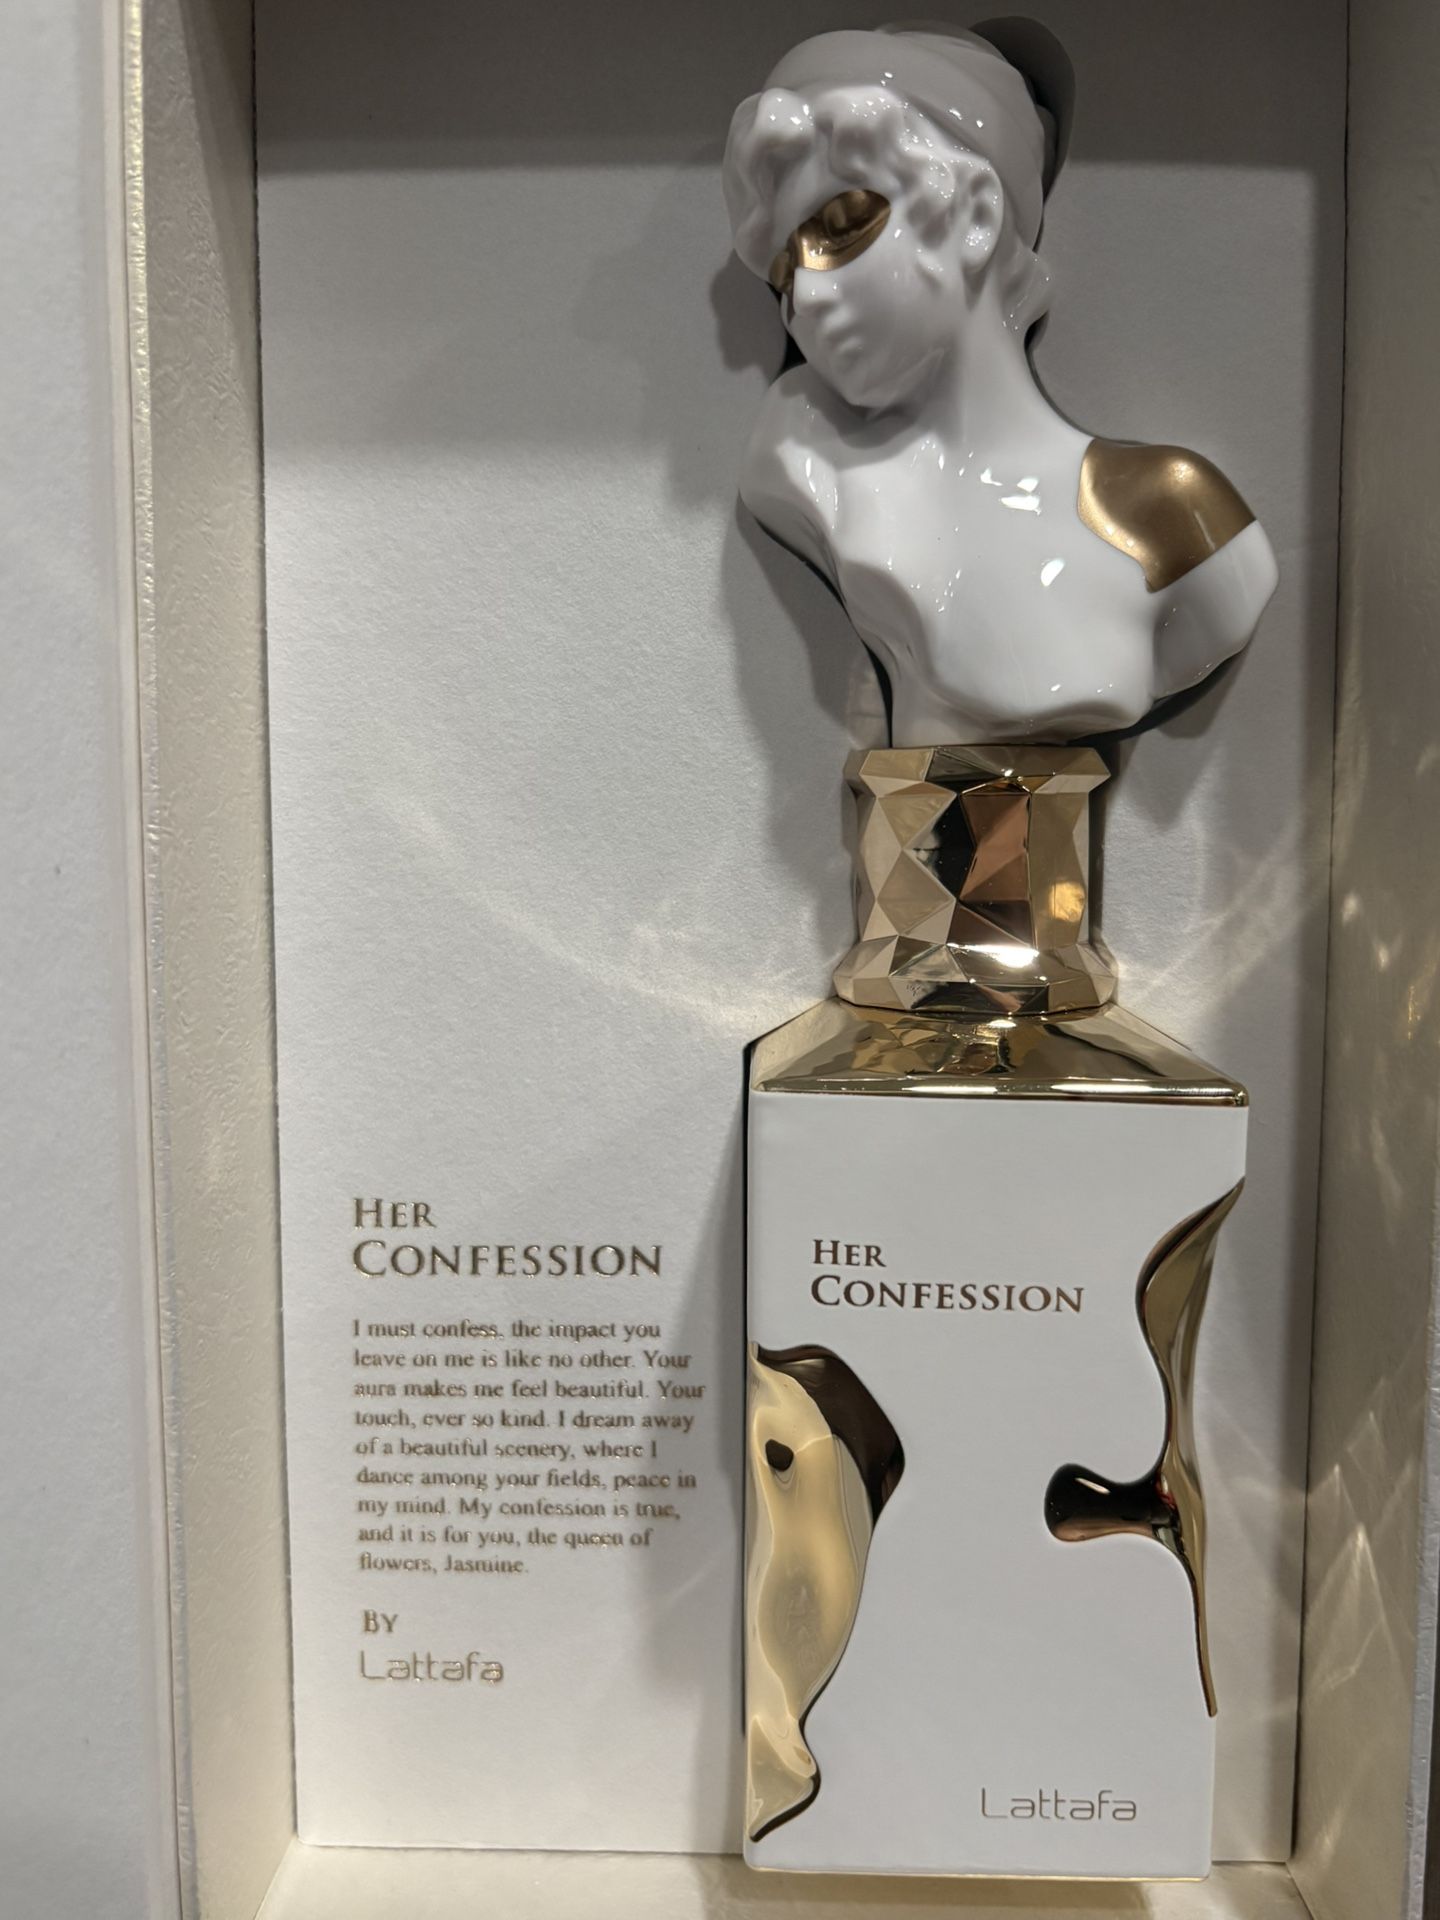 HER
CONFESSION
I must confess, the impact you
leave on me is like no other. Your
aura makes me feel beautiful. Your
touch, ever so kind. I dream away
of a beautiful scenery, where I
dance among your fields, peace in
my mind. My confession is true,
and it is for you, the queen of
flowers, Jasmine.
BY
Lattafa
HER
CONFESSION
Lattafa